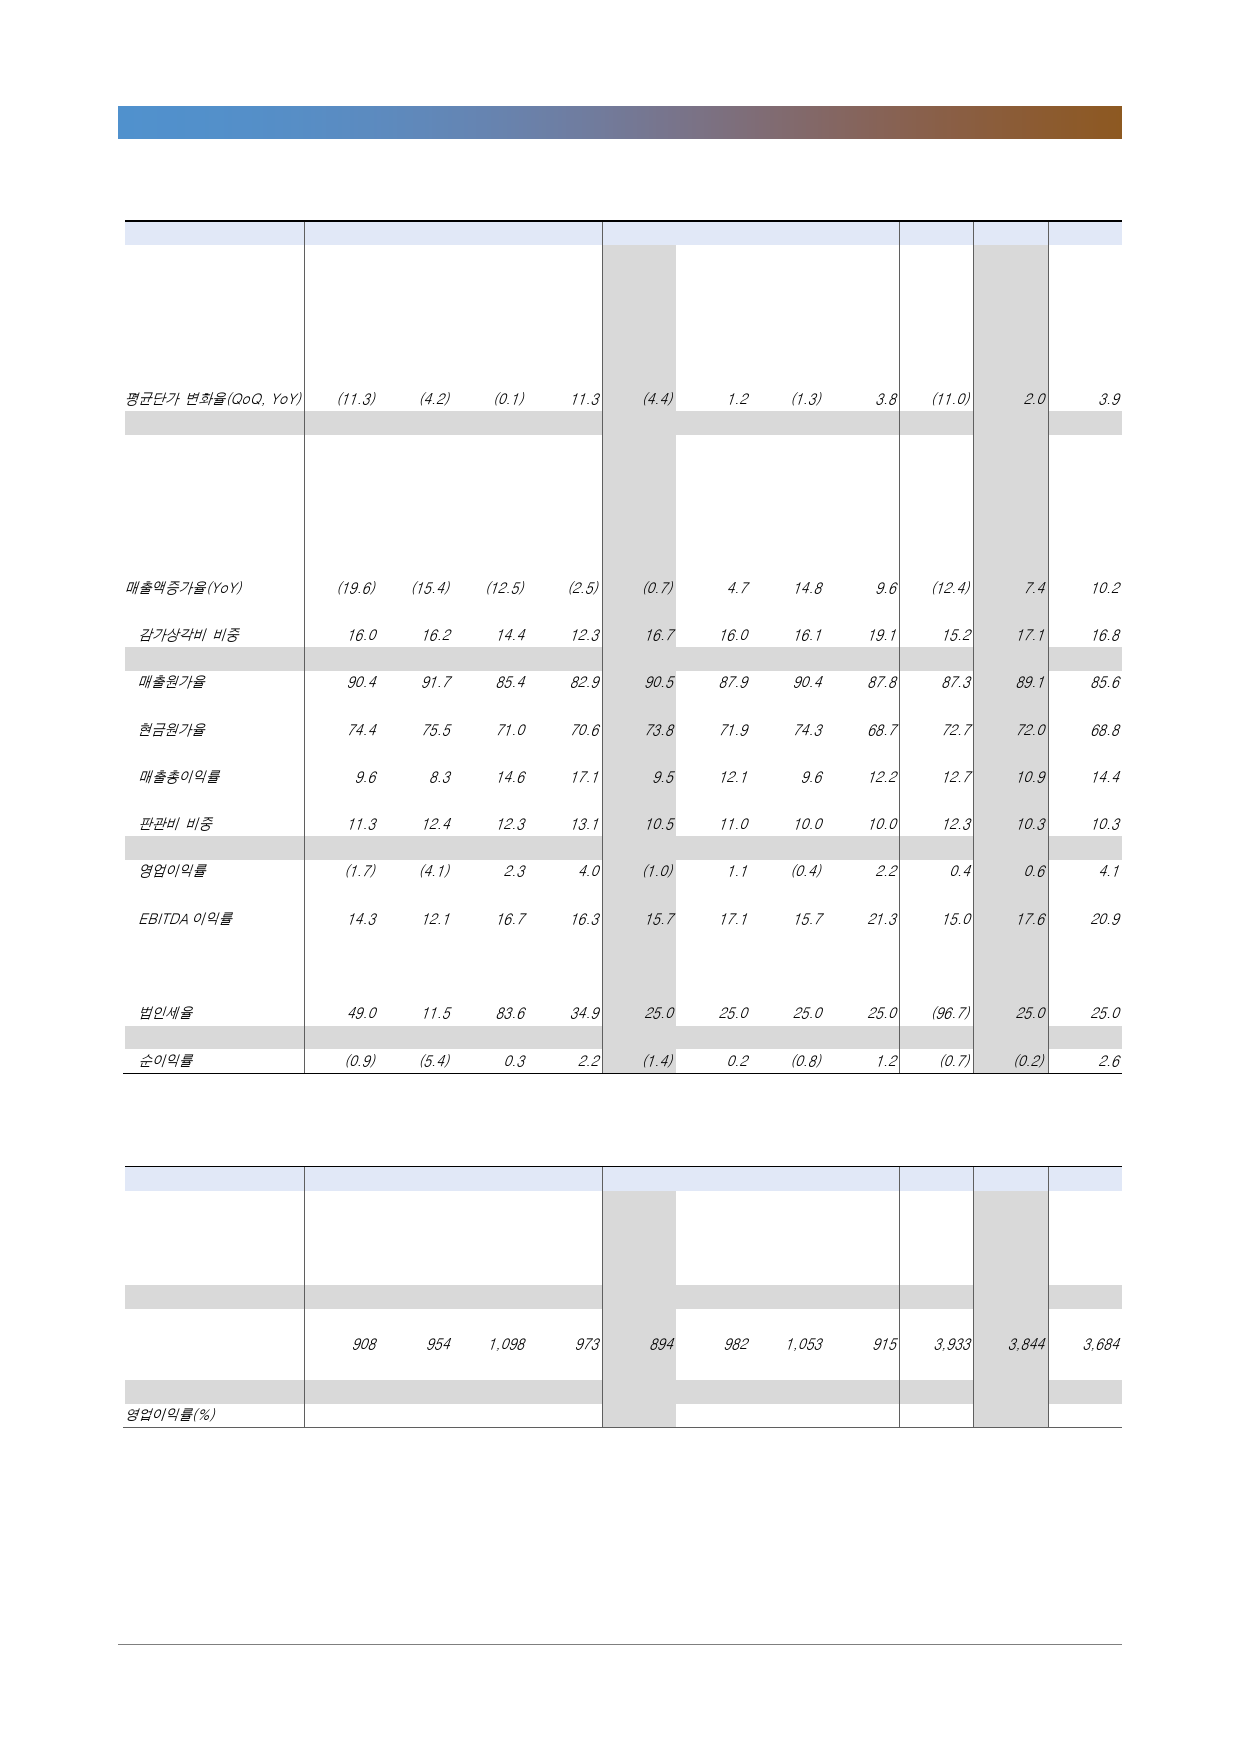 평균단가 변화율(QoQ, YoY) (11.3) (4.2) (0.1) 11.3 (4.4) 1.2 (1.3) 3.8 (11.0) 2.0 3.9
매출액증가율(YoY) (19.6) (15.4) (12.5) (2.5) (0.7) 4.7 14.8 9.6 (12.4) 7.4 10.2
감가상각비 비중 16.0 16.2 14.4 12.3 16.7 16.0 16.1 19.1 15.2 17.1 16.8
매출원가율 90.4 91.7 85.4 82.9 90.5 87.9 90.4 87.8 87.3 89.1 85.6
현금원가율 74.4 75.5 71.0 70.6 73.8 71.9 74.3 68.7 72.7 72.0 68.8
매출총이익률 9.6 8.3 14.6 17.1 9.5 12.1 9.6 12.2 12.7 10.9 14.4
판관비 비중 11.3 12.4 12.3 13.1 10.5 11.0 10.0 10.0 12.3 10.3 10.3
영업이익률 (1.7) (4.1) 2.3 4.0 (1.0) 1.1 (0.4) 2.2 0.4 0.6 4.1
EBITDA 이익률 14.3 12.1 16.7 16.3 15.7 17.1 15.7 21.3 15.0 17.6 20.9
법인세율 49.0 11.5 83.6 34.9 25.0 25.0 25.0 25.0 (96.7) 25.0 25.0
순이익률 (0.9) (5.4) 0.3 2.2 (1.4) 0.2 (0.8) 1.2 (0.7) (0.2) 2.6
908 954 1,098 973 894 982 1,053 915 3,933 3,844 3,684
영업이익률(%)